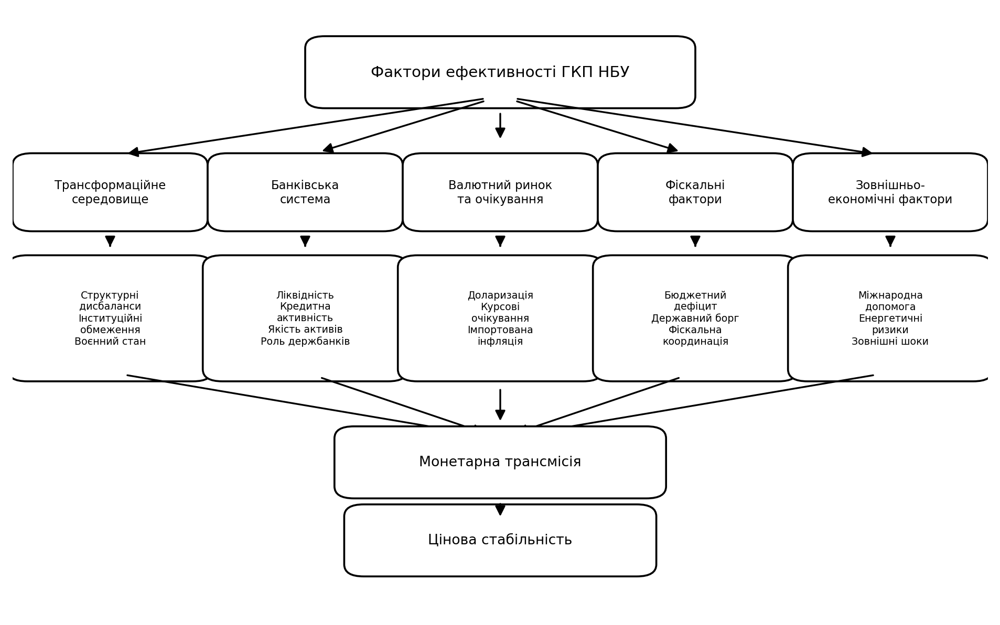 Фактори ефективності ГКП НБУ
Трансформаційне
середовище
Банківська
система
Валютний ринок
та очікування
Фіскальні
фактори
Зовнішньо-
економічні фактори
Структурні
дисбаланси
Інституційні
обмеження
Воєнний стан
Ліквідність
Кредитна
активність
Якість активів
Роль держбанків
Доларизація
Курсові
очікування
Імпортована
інфляція
Бюджетний
дефіцит
Державний борг
Фіскальна
координація
Міжнародна
допомога
Енергетичні
ризики
Зовнішні шоки
Монетарна трансмісія
Цінова стабільність